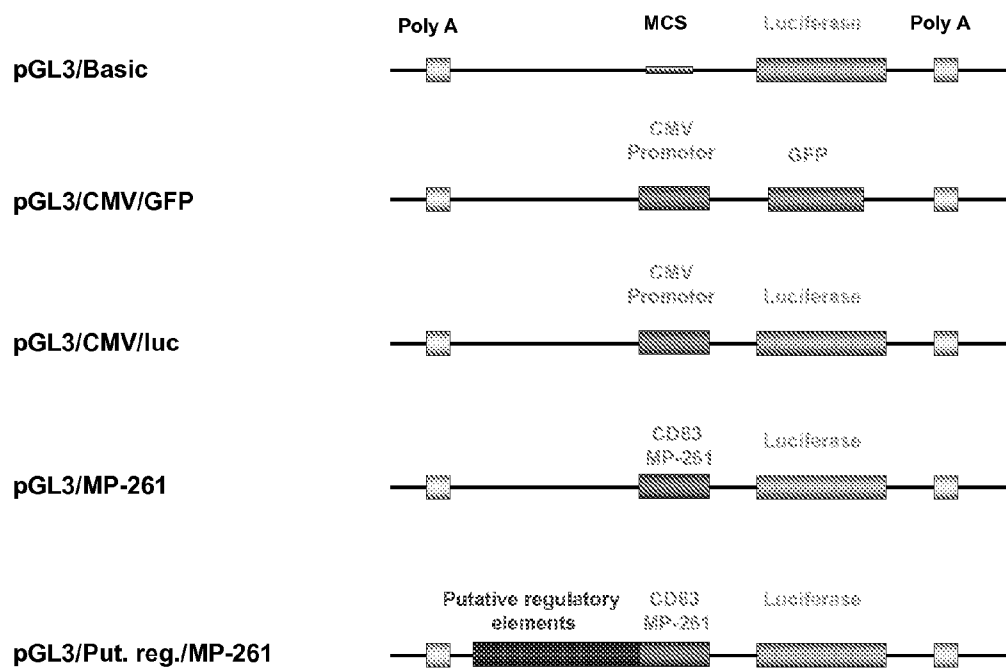 Poly A MCS Luciferase Poly A
pGL3/Basic
CMV
Promotor GFP
pGL3/CMV/GFP
CMV
Promotor Luciferase
pGL3/CMV/luc
CD83
MP-261 Luciferase
pGL3/MP-261
Putative regulatory CD83 Luciferase
elements MP-261
pGL3/Put. reg./MP-261